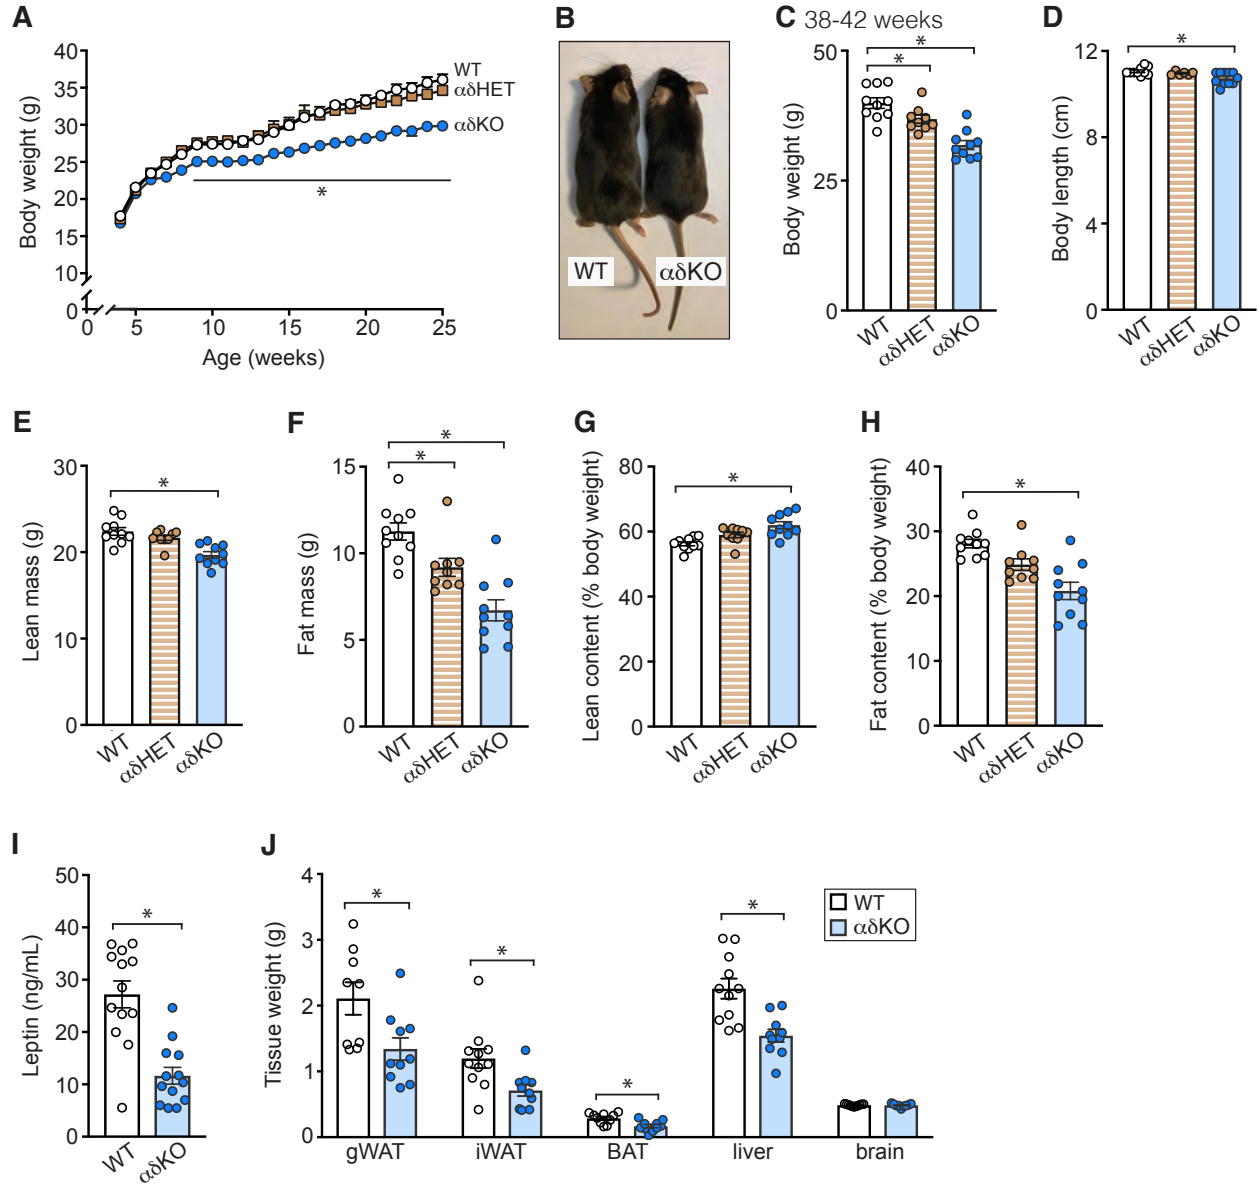 A
Body weight (g)
40
35
30
25
20
15
10
0
0
5
10
15
20
25
Age (weeks)
WT
αδHET
αδKO
*
B
WT
αδKO
C 38-42 weeks
Body weight (g)
50
25
0
*
*
WT
αδHET
αδKO
D
Body length (cm)
12
8
4
0
*
WT
αδHET
αδKO
E
Lean mass (g)
30
20
10
0
*
WT
αδHET
αδKO
F
Fat mass (g)
15
10
5
0
*
*
WT
αδHET
αδKO
G
Lean content (% body weight)
80
60
40
20
0
*
WT
αδHET
αδKO
H
Fat content (% body weight)
40
30
20
10
0
*
WT
αδHET
αδKO
I
Leptin (ng/mL)
50
40
30
20
10
0
*
WT
αδKO
J
Tissue weight (g)
4
3
2
1
0
*
*
*
*
gWAT
iWAT
BAT
liver
brain
WT
αδKO